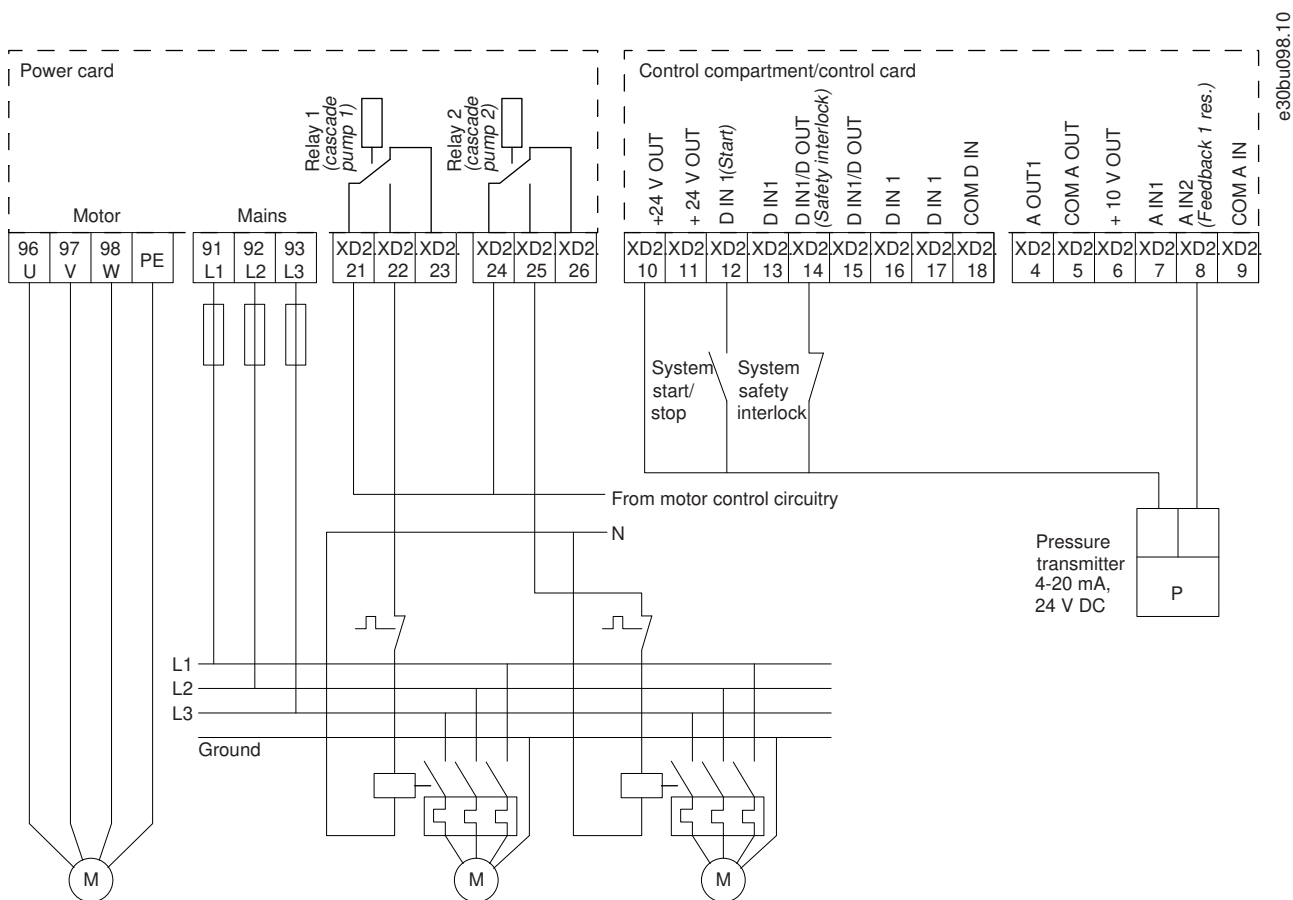 e30bu098.10
Power card
Control compartment/control card
Relay 1
(cascade
pump 1)
Relay 2
(cascade
pump 2)
+24 V OUT
+ 24 V OUT
D IN 1(Start)
D IN1
D IN1/D OUT
(Safety interlock)
D IN1/D OUT
D IN 1
D IN 1
COM D IN
A OUT1
COM A OUT
+ 10 V OUT
A IN1
A IN2
(Feedback 1 res.)
COM A IN
Motor
Mains
96
U
97
V
98
W
PE
91
L1
92
L2
93
L3
XD2.
21
XD2.
22
XD2.
23
XD2.
24
XD2.
25
XD2.
26
XD2.
10
XD2.
11
XD2.
12
XD2.
13
XD2.
14
XD2.
15
XD2.
16
XD2.
17
XD2.
18
XD2.
4
XD2.
5
XD2.
6
XD2.
7
XD2.
8
XD2.
9
System
start/
stop
System
safety
interlock
From motor control circuitry
N
Pressure
transmitter
4-20 mA,
24 V DC
P
L1
L2
L3
Ground
M
M
M